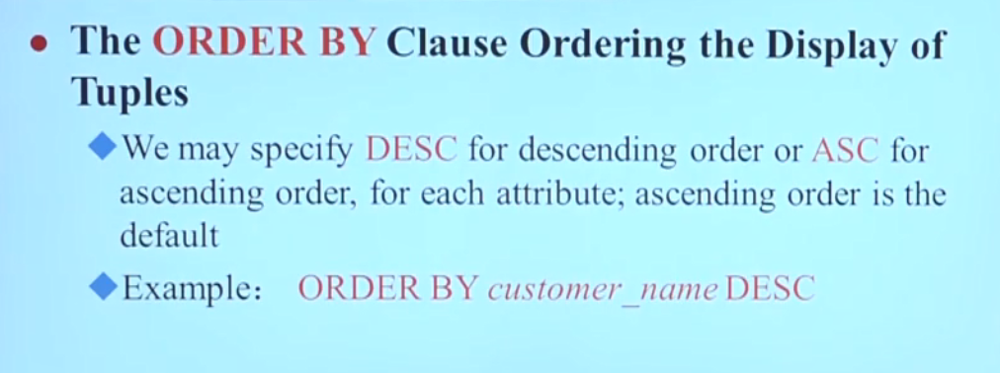 • The ORDER BY Clause Ordering the Display of
Tuples
◆We may specify DESC for descending order or ASC for
ascending order, for each attribute; ascending order is the
default
◆Example： ORDER BY customer_name DESC